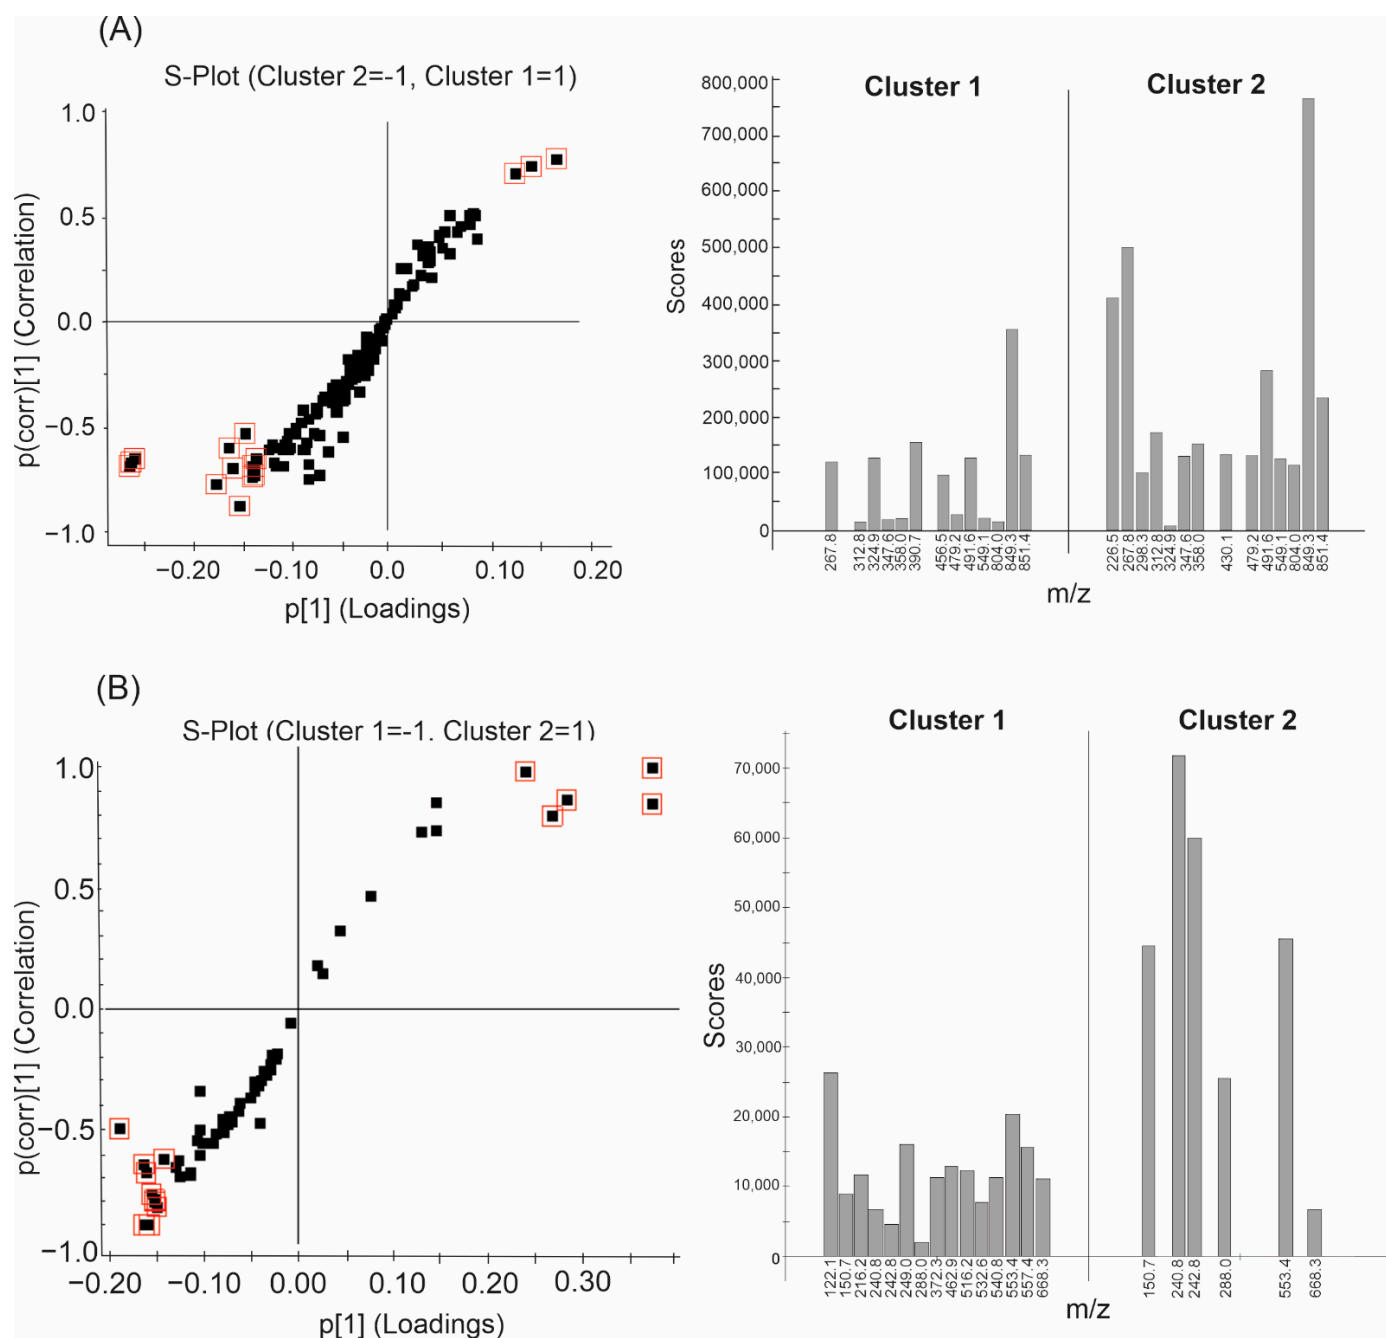 (A)
S-Plot (Cluster 2=-1, Cluster 1=1)
1.0
0.5
0.0
−0.5
−1.0
p(corr)[1] (Correlation)
−0.20 −0.10 0.0 0.10 0.20
p[1] (Loadings)
Cluster 1 Cluster 2
800,000
700,000
600,000
500,000
400,000
300,000
200,000
100,000
0
Scores
267.8 312.8 324.9 347.6 358.0 390.7 456.5 479.2 491.6 549.1 804.0 849.3 851.4 226.5 267.8 298.3 312.8 324.9 347.6 358.0 430.1 479.2 491.6 549.1 804.0 849.3 851.4
m/z
(B)
S-Plot (Cluster 1=-1, Cluster 2=1)
1.0
0.5
0.0
−0.5
−1.0
p(corr)[1] (Correlation)
−0.20 −0.10 0.00 0.10 0.20 0.30
p[1] (Loadings)
Cluster 1 Cluster 2
70,000
60,000
50,000
40,000
30,000
20,000
10,000
0
Scores
122.1 150.7 216.2 240.8 242.8 249.0 288.0 372.3 462.9 516.2 532.6 540.8 553.4 557.4 668.3 150.7 240.8 242.8 288.0 553.4 668.3
m/z